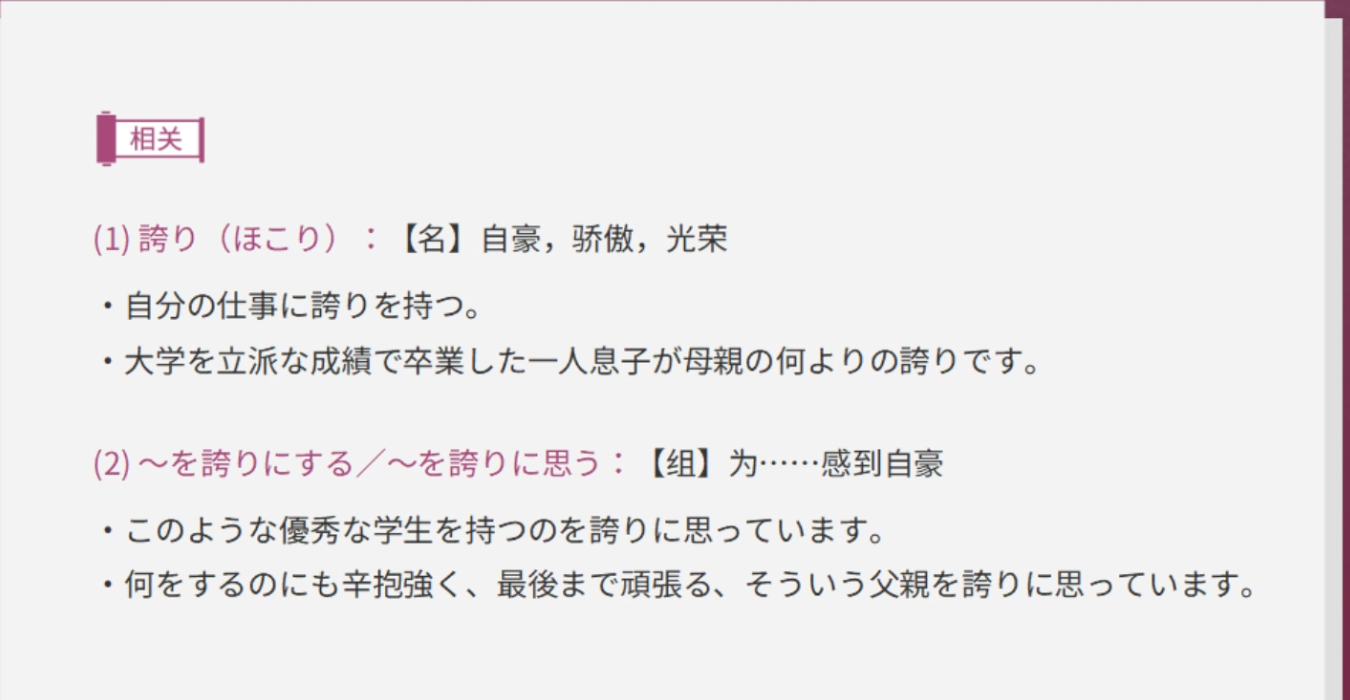 相关
(1) 誇り（ほこり）：【名】自豪，骄傲，光荣
・自分の仕事に誇りを持つ。
・大学を立派な成績で卒業した一人息子が母親の何よりの誇りです。
(2) ～を誇りにする／～を誇りに思う：【组】为……感到自豪
・このような優秀な学生を持つのを誇りに思っています。
・何をするのにも辛抱強く、最後まで頑張る、そういう父親を誇りに思っています。